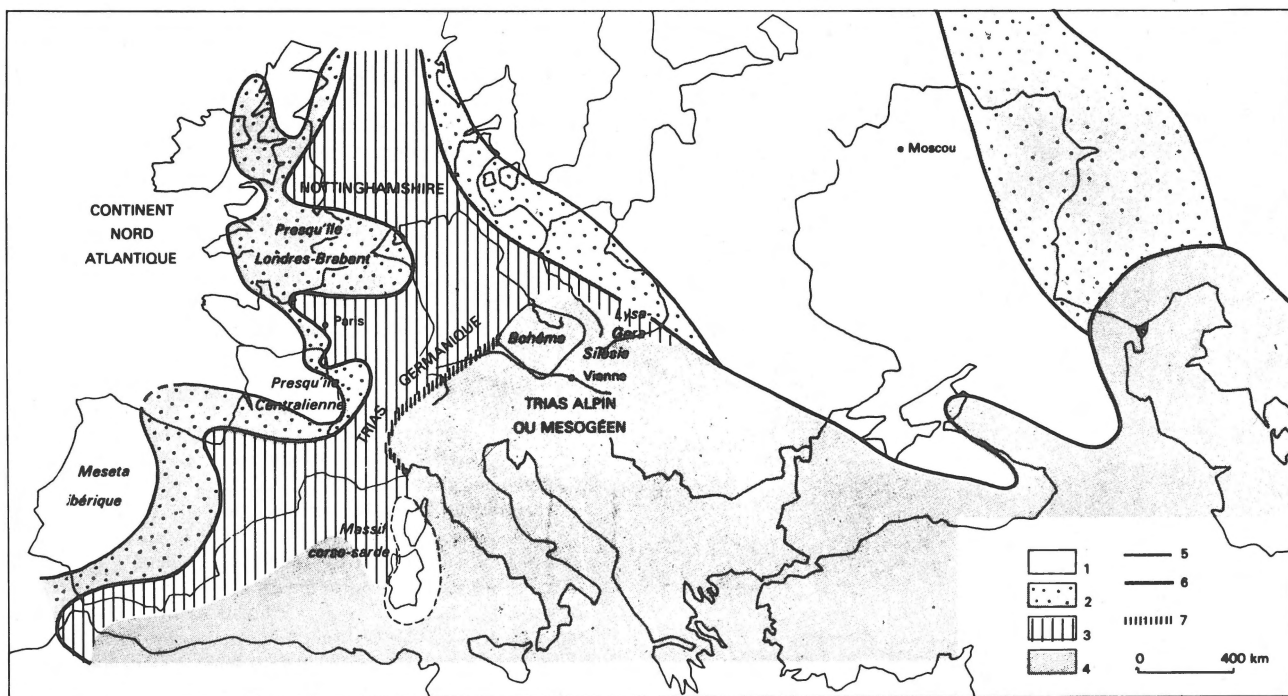 Moscou
NOTTINGHAMSHIRE
CONTINENT
NORD
ATLANTIQUE
Presqu'île
Londres-Brabant
Paris
Lysa-
Gora
Bohême
Silésie
Vienne
GERMANIQUE
TRIAS
Presqu'île
Centralienne
TRIAS ALPIN
OU MESOGÉEN
Meseta
ibérique
Massif
corso-sarde
1
2
3
4
5
6
7
0 400 km